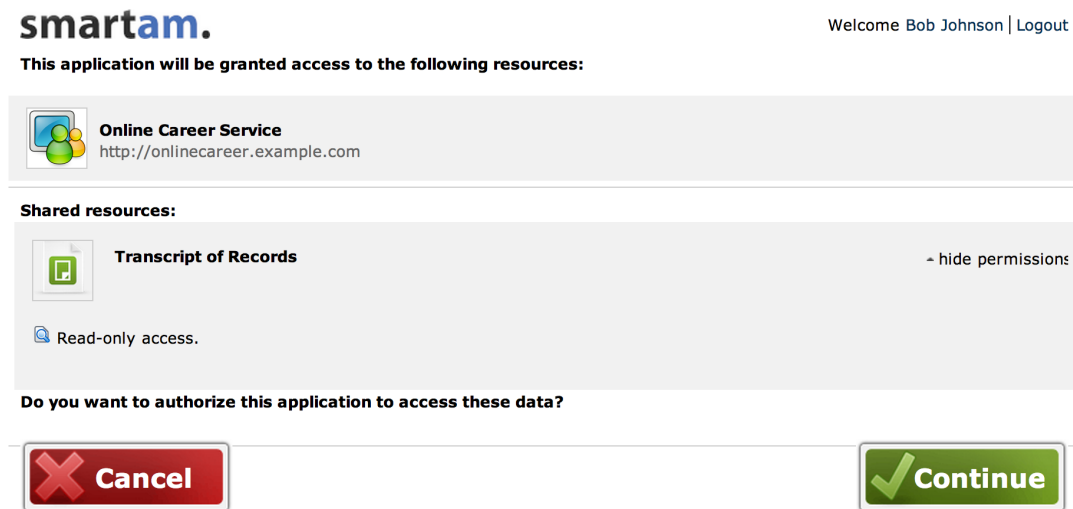 smartam.
Welcome Bob Johnson | Logout
This application will be granted access to the following resources:
Online Career Service
http://onlinecareer.example.com
Shared resources:
Transcript of Records
hide permissions
Read-only access.
Do you want to authorize this application to access these data?
Cancel
Continue